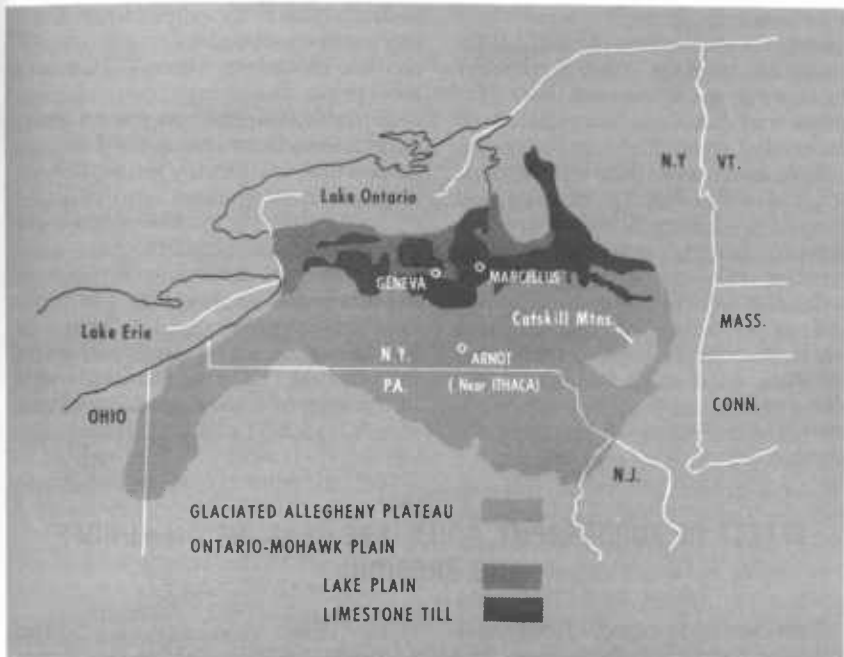 N.Y VT.
Lake Ontario
GENEVA
MARCELLUS
Catskill Mtns.
MASS.
Lake Erie
N.Y. ARNOT
P.A. (Near ITHACA)
CONN.
OHIO
N.J.
GLACIATED ALLEGHENY PLATEAU
ONTARIO-MOHAWK PLAIN
LAKE PLAIN
LIMESTONE TILL